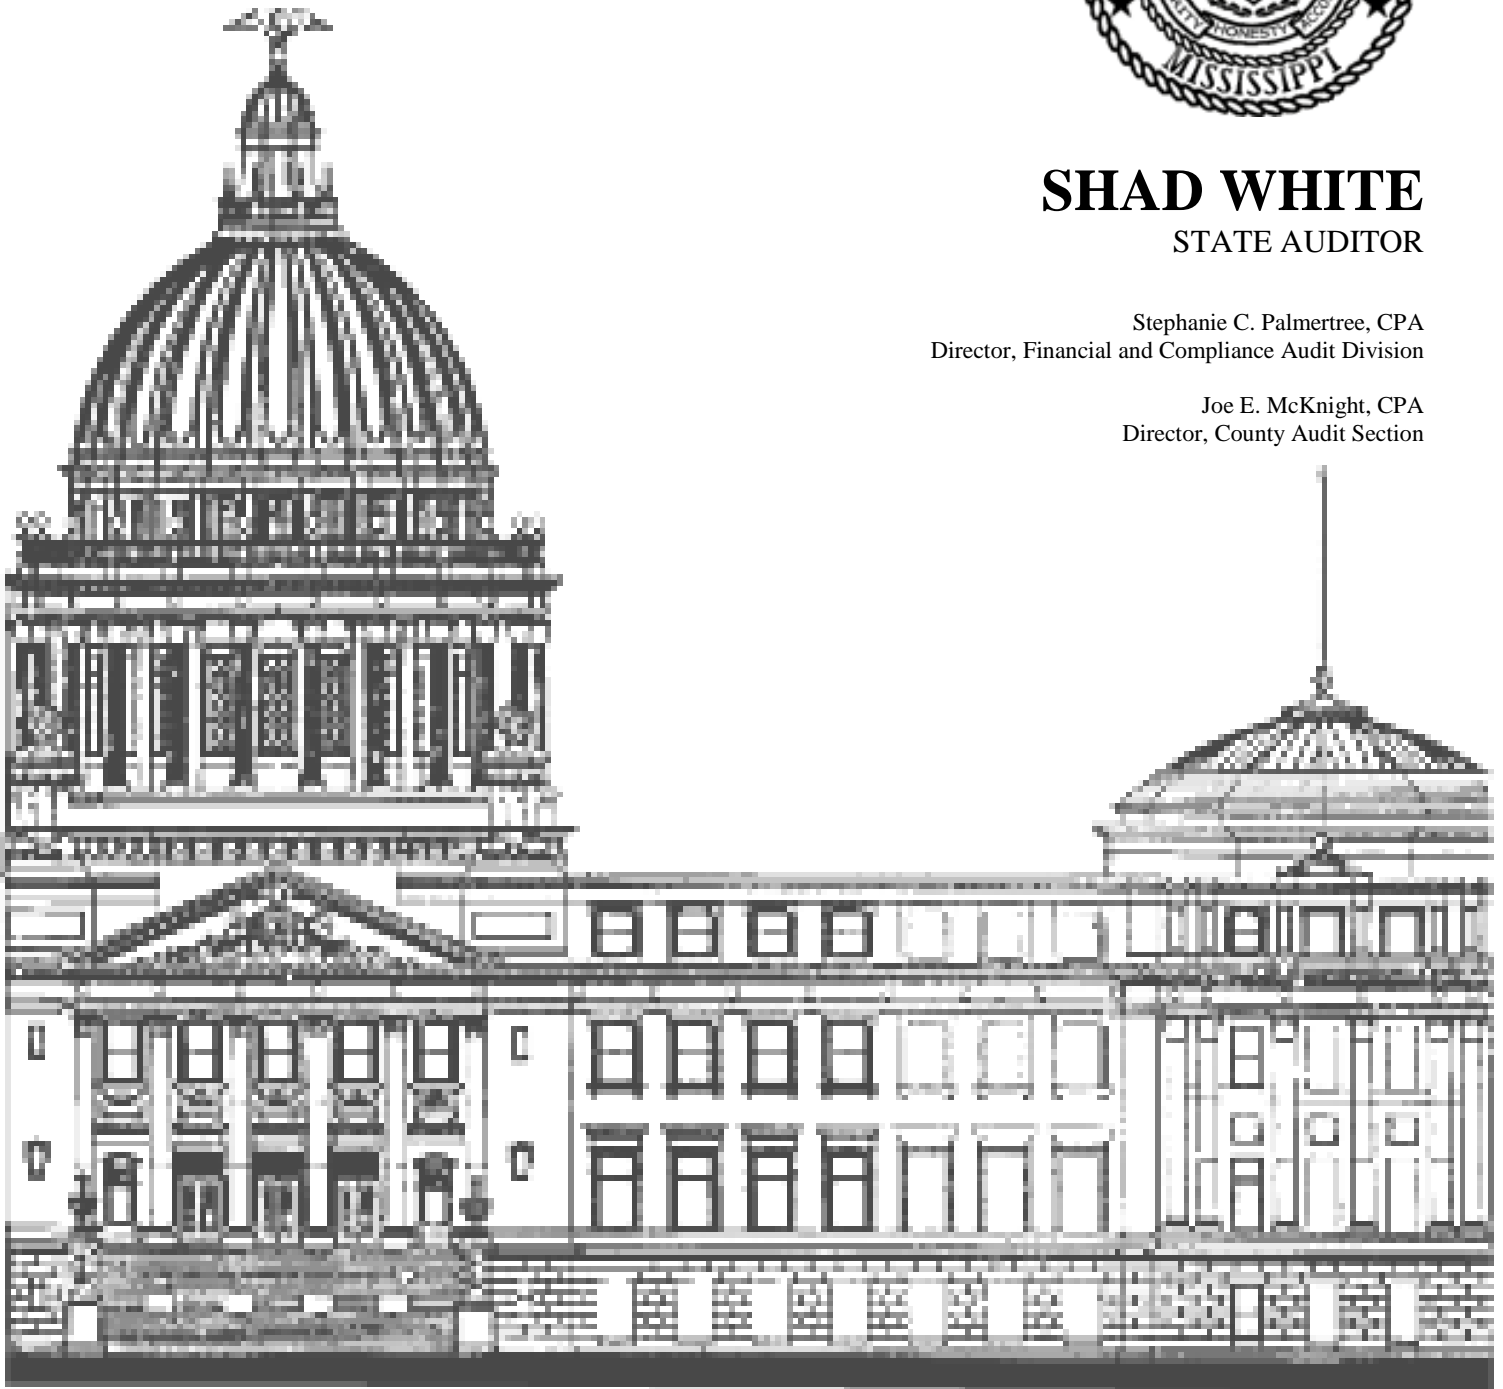 HONESTY
MISSISSIPPI
SHAD WHITE
STATE AUDITOR
Stephanie C. Palmertree, CPA
Director, Financial and Compliance Audit Division
Joe E. McKnight, CPA
Director, County Audit Section